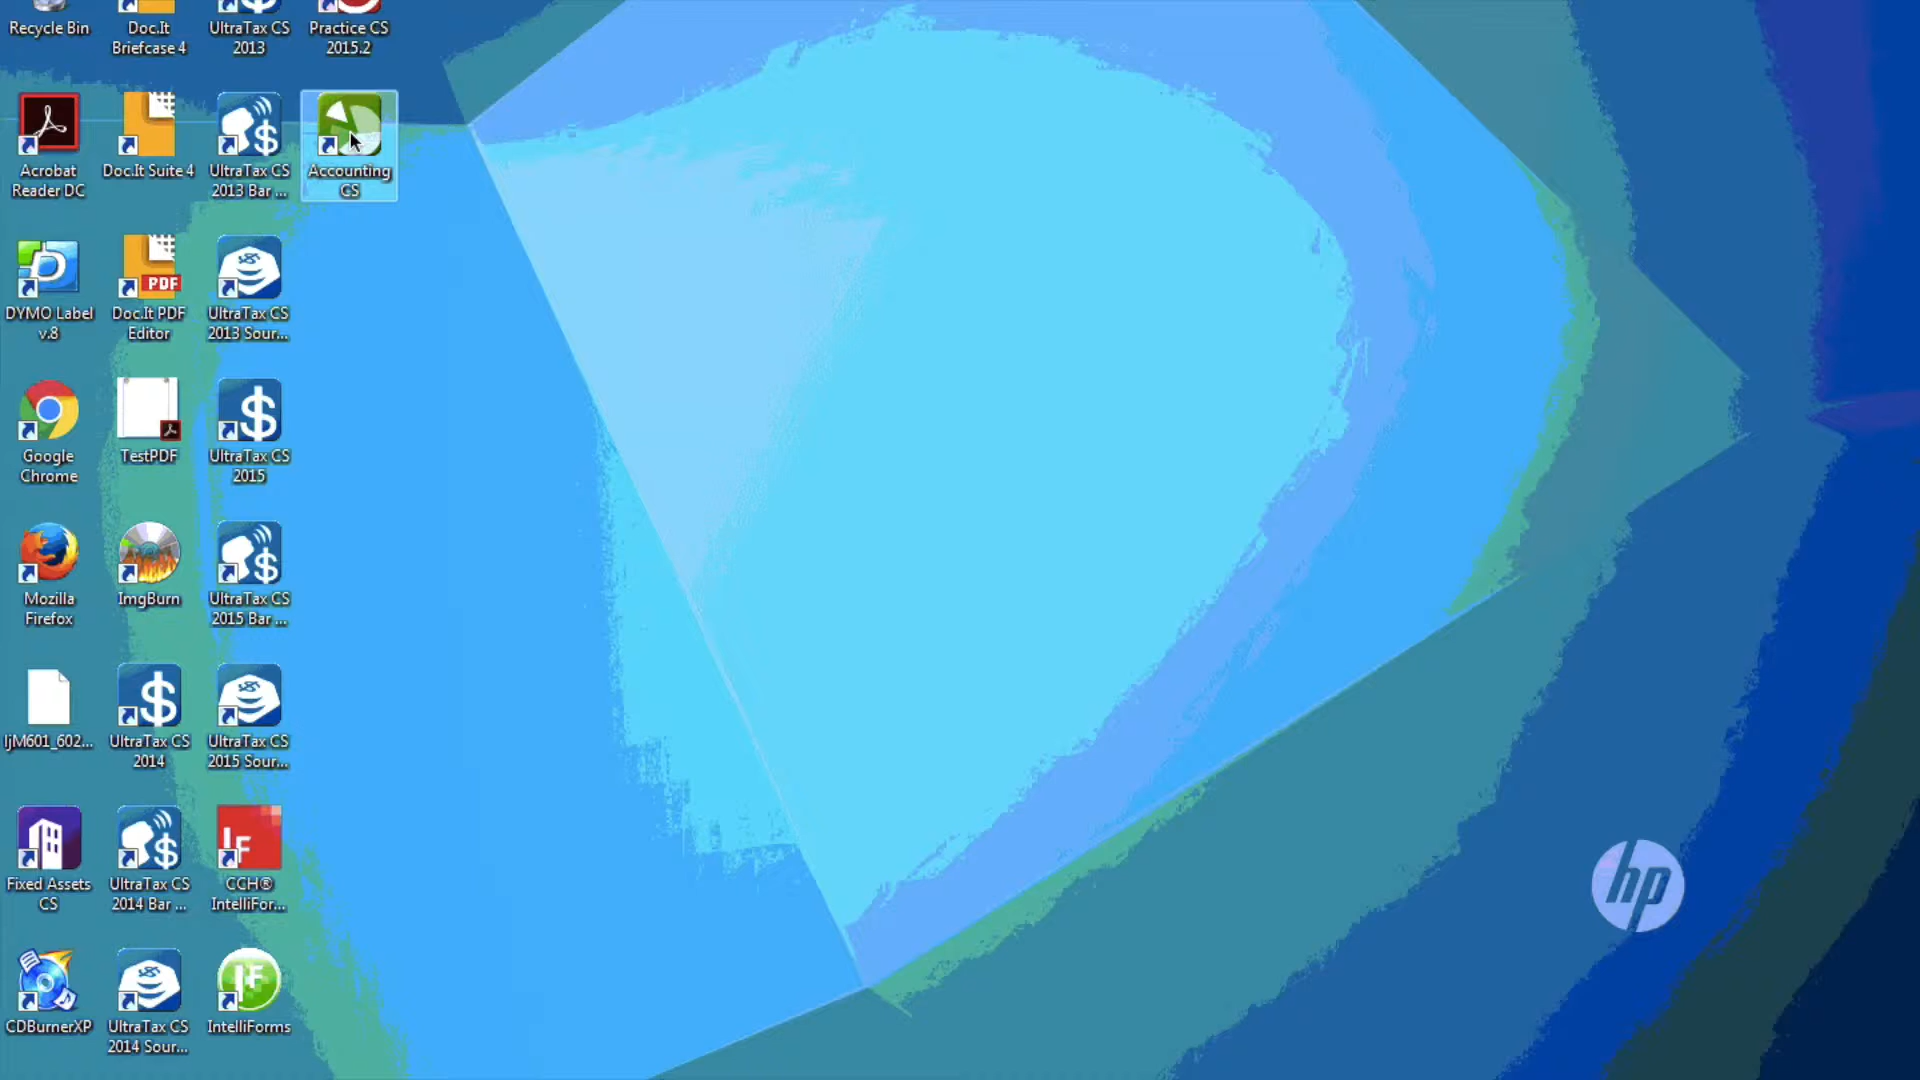 Recycle Bin
Doc.It
Briefcase 4
UltraTax CS
2013
Practice CS
2015.2
Acrobat
Reader DC
Doc.It Suite 4
UltraTax CS
2013 Bar ...
Accounting
CS
DYMO Label
v.8
PDF
Doc.It PDF
Editor
UltraTax CS
2013 Sour...
Google
Chrome
TestPDF
UltraTax CS
2015
Mozilla
Firefox
ImgBurn
UltraTax CS
2015 Bar ...
ljM601_602...
UltraTax CS
2014
UltraTax CS
2015 Sour...
Fixed Assets
CS
UltraTax CS
2014 Bar ...
IF
CCH®
IntelliFor...
hp
CDBurnerXP
UltraTax CS
2014 Sour...
IF
IntelliForms